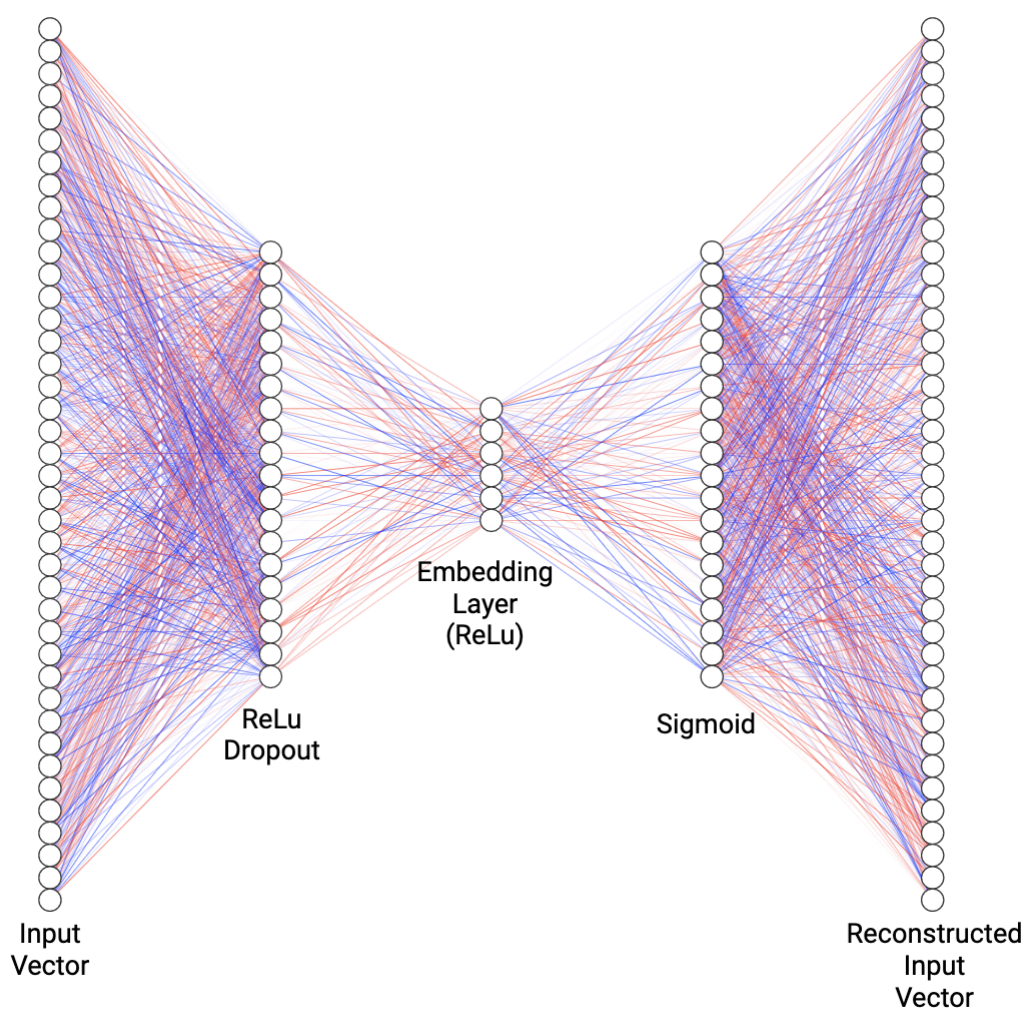 Embedding
Layer
(ReLu)
ReLu
Dropout
Sigmoid
Input
Vector
Reconstructed
Input
Vector